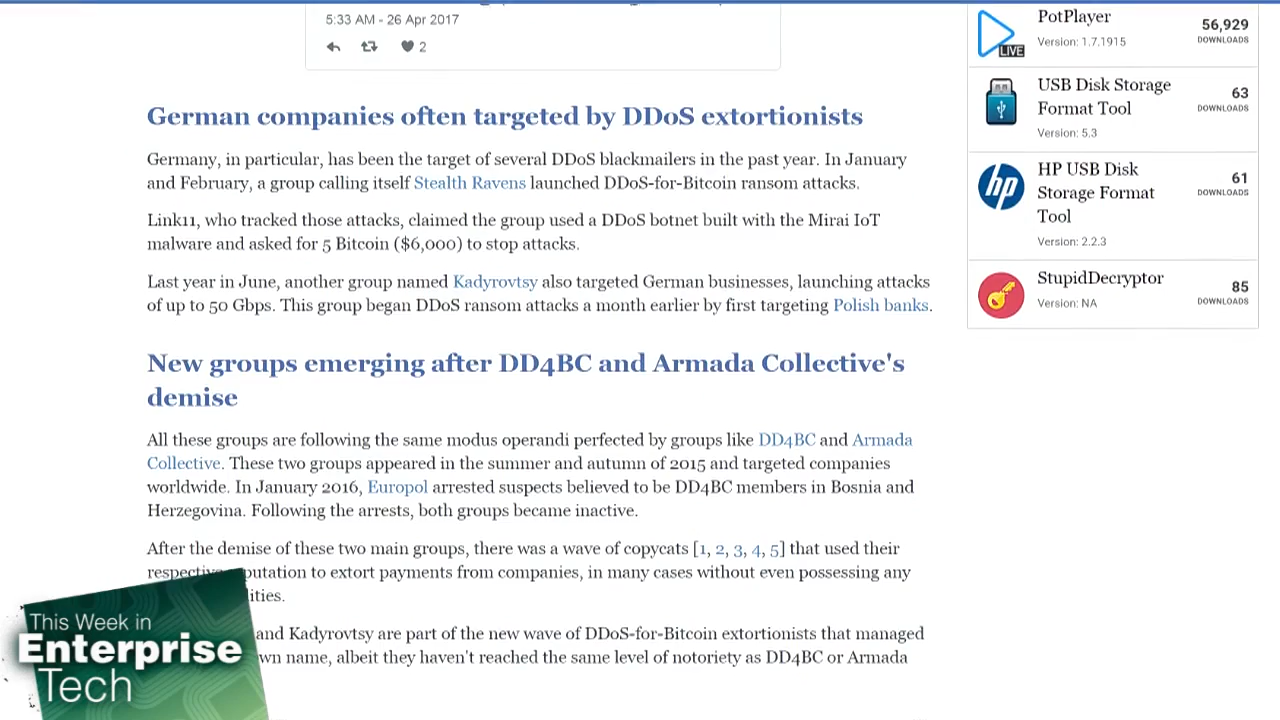 5:33 AM - 26 Apr 2017
2
German companies often targeted by DDoS extortionists
Germany, in particular, has been the target of several DDoS blackmailers in the past year. In January
and February, a group calling itself Stealth Ravens launched DDoS-for-Bitcoin ransom attacks.
Link11, who tracked those attacks, claimed the group used a DDoS botnet built with the Mirai IoT
malware and asked for 5 Bitcoin ($6,000) to stop attacks.
Last year in June, another group named Kadyrovtsy also targeted German businesses, launching attacks
of up to 50 Gbps. This group began DDoS ransom attacks a month earlier by first targeting Polish banks.
New groups emerging after DD4BC and Armada Collective's
demise
All these groups are following the same modus operandi perfected by groups like DD4BC and Armada
Collective. These two groups appeared in the summer and autumn of 2015 and targeted companies
worldwide. In January 2016, Europol arrested suspects believed to be DD4BC members in Bosnia and
Herzegovina. Following the arrests, both groups became inactive.
After the demise of these two main groups, there was a wave of copycats [1, 2, 3, 4, 5] that used their
respective putation to extort payments from companies, in many cases without even possessing any
ities.
and Kadyrovtsy are part of the new wave of DDoS-for-Bitcoin extortionists that managed
wn name, albeit they haven't reached the same level of notoriety as DD4BC or Armada
PotPlayer
Version: 1.7.1915
56,929
DOWNLOADS
LIVE
USB Disk Storage
Format Tool
Version: 5.3
63
DOWNLOADS
hp
HP USB Disk
Storage Format
Tool
Version: 2.2.3
61
DOWNLOADS
StupidDecryptor
Version: NA
85
DOWNLOADS
This Week in
Enterprise
Tech